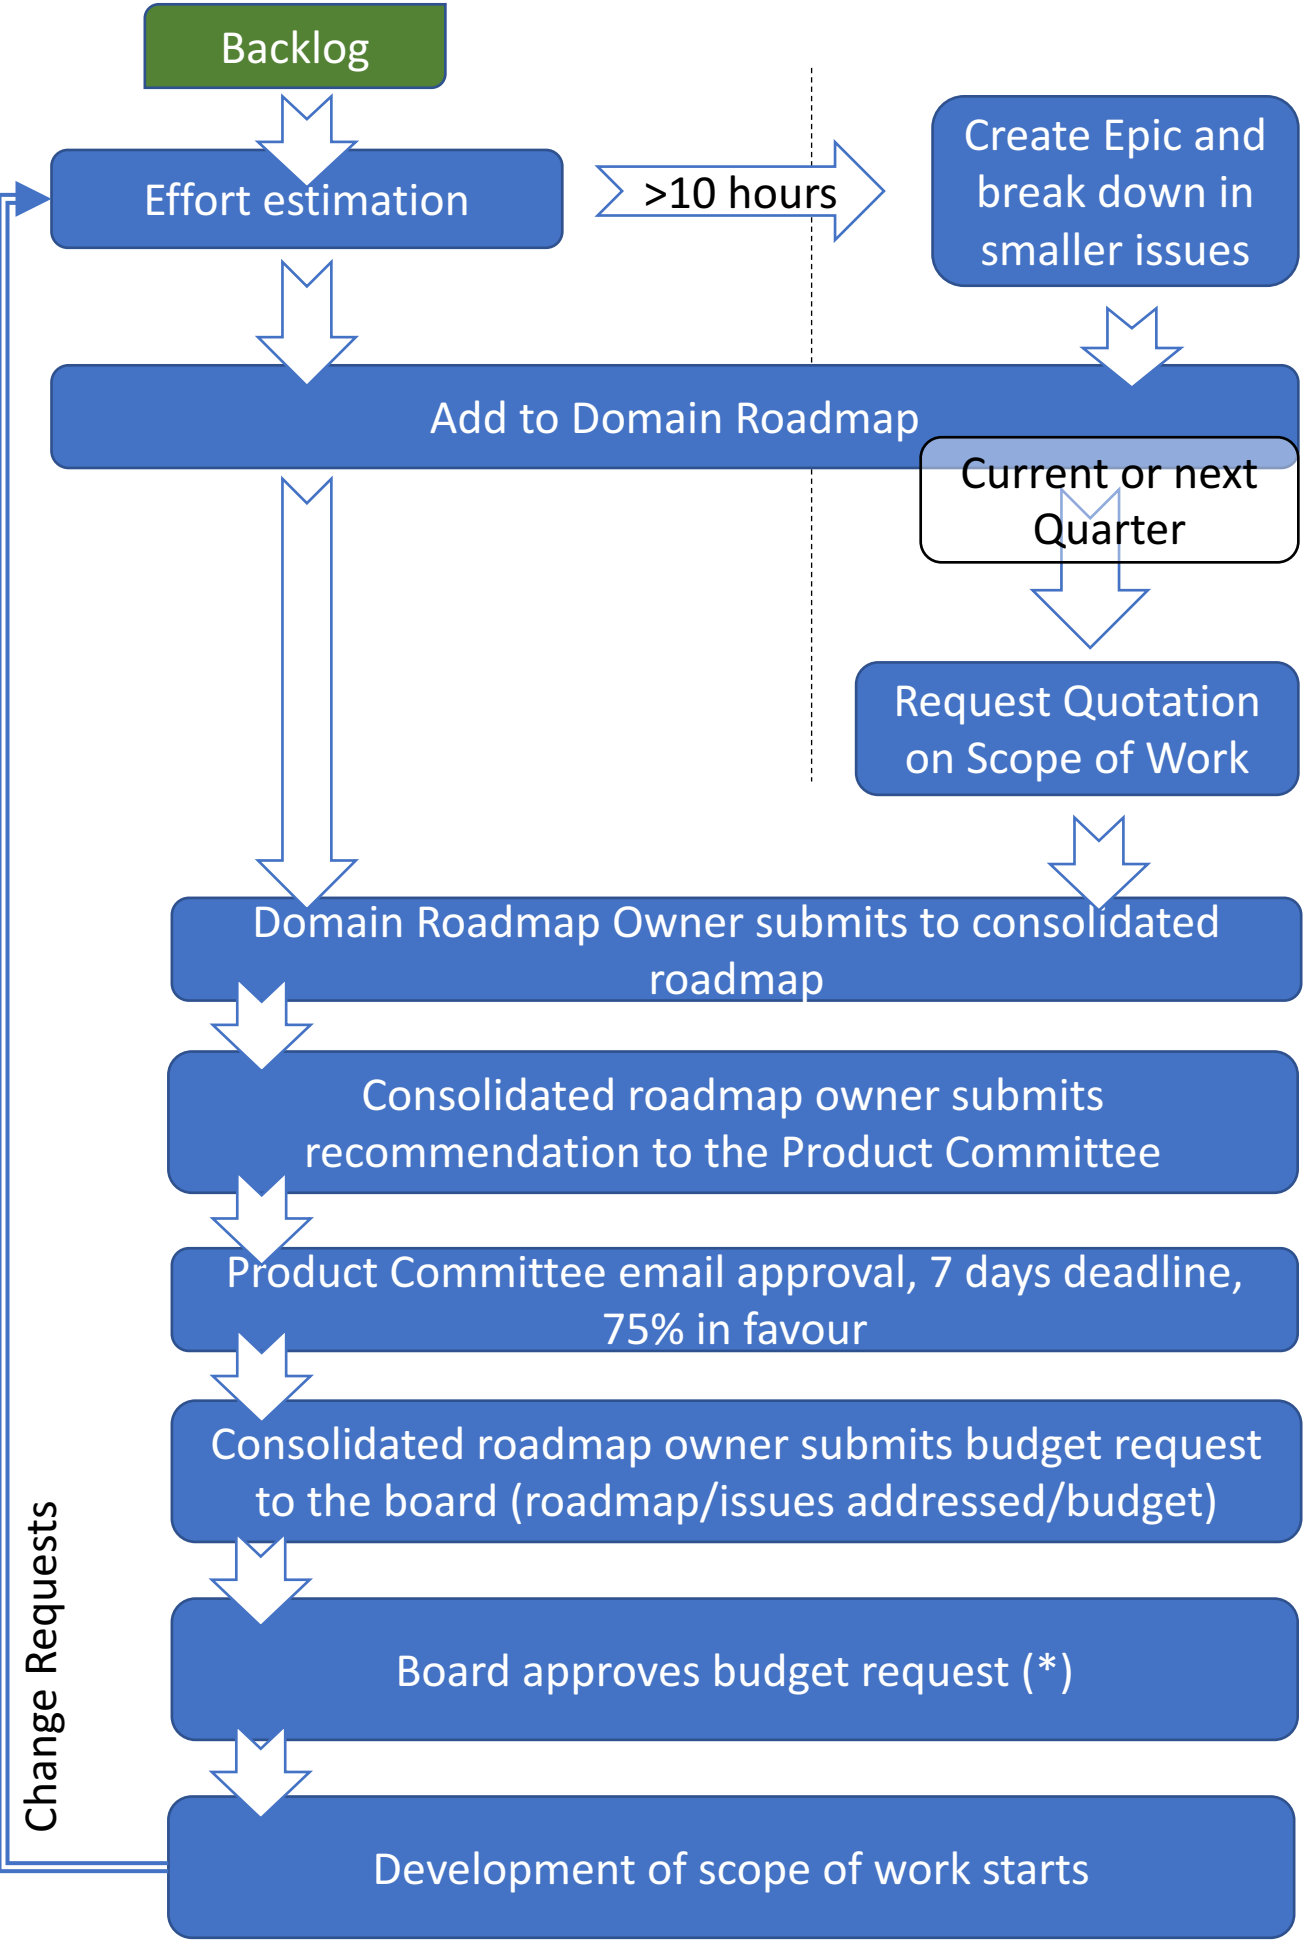 Backlog
Effort estimation
>10 hours
Create Epic and
break down in
smaller issues
Add to Domain Roadmap
Current or next
Quarter
Request Quotation
on Scope of Work
Domain Roadmap Owner submits to consolidated
roadmap
Consolidated roadmap owner submits
recommendation to the Product Committee
Product Committee email approval, 7 days deadline,
75% in favour
Consolidated roadmap owner submits budget request
to the board (roadmap/issues addressed/budget)
Board approves budget request (*)
Development of scope of work starts
Change Requests